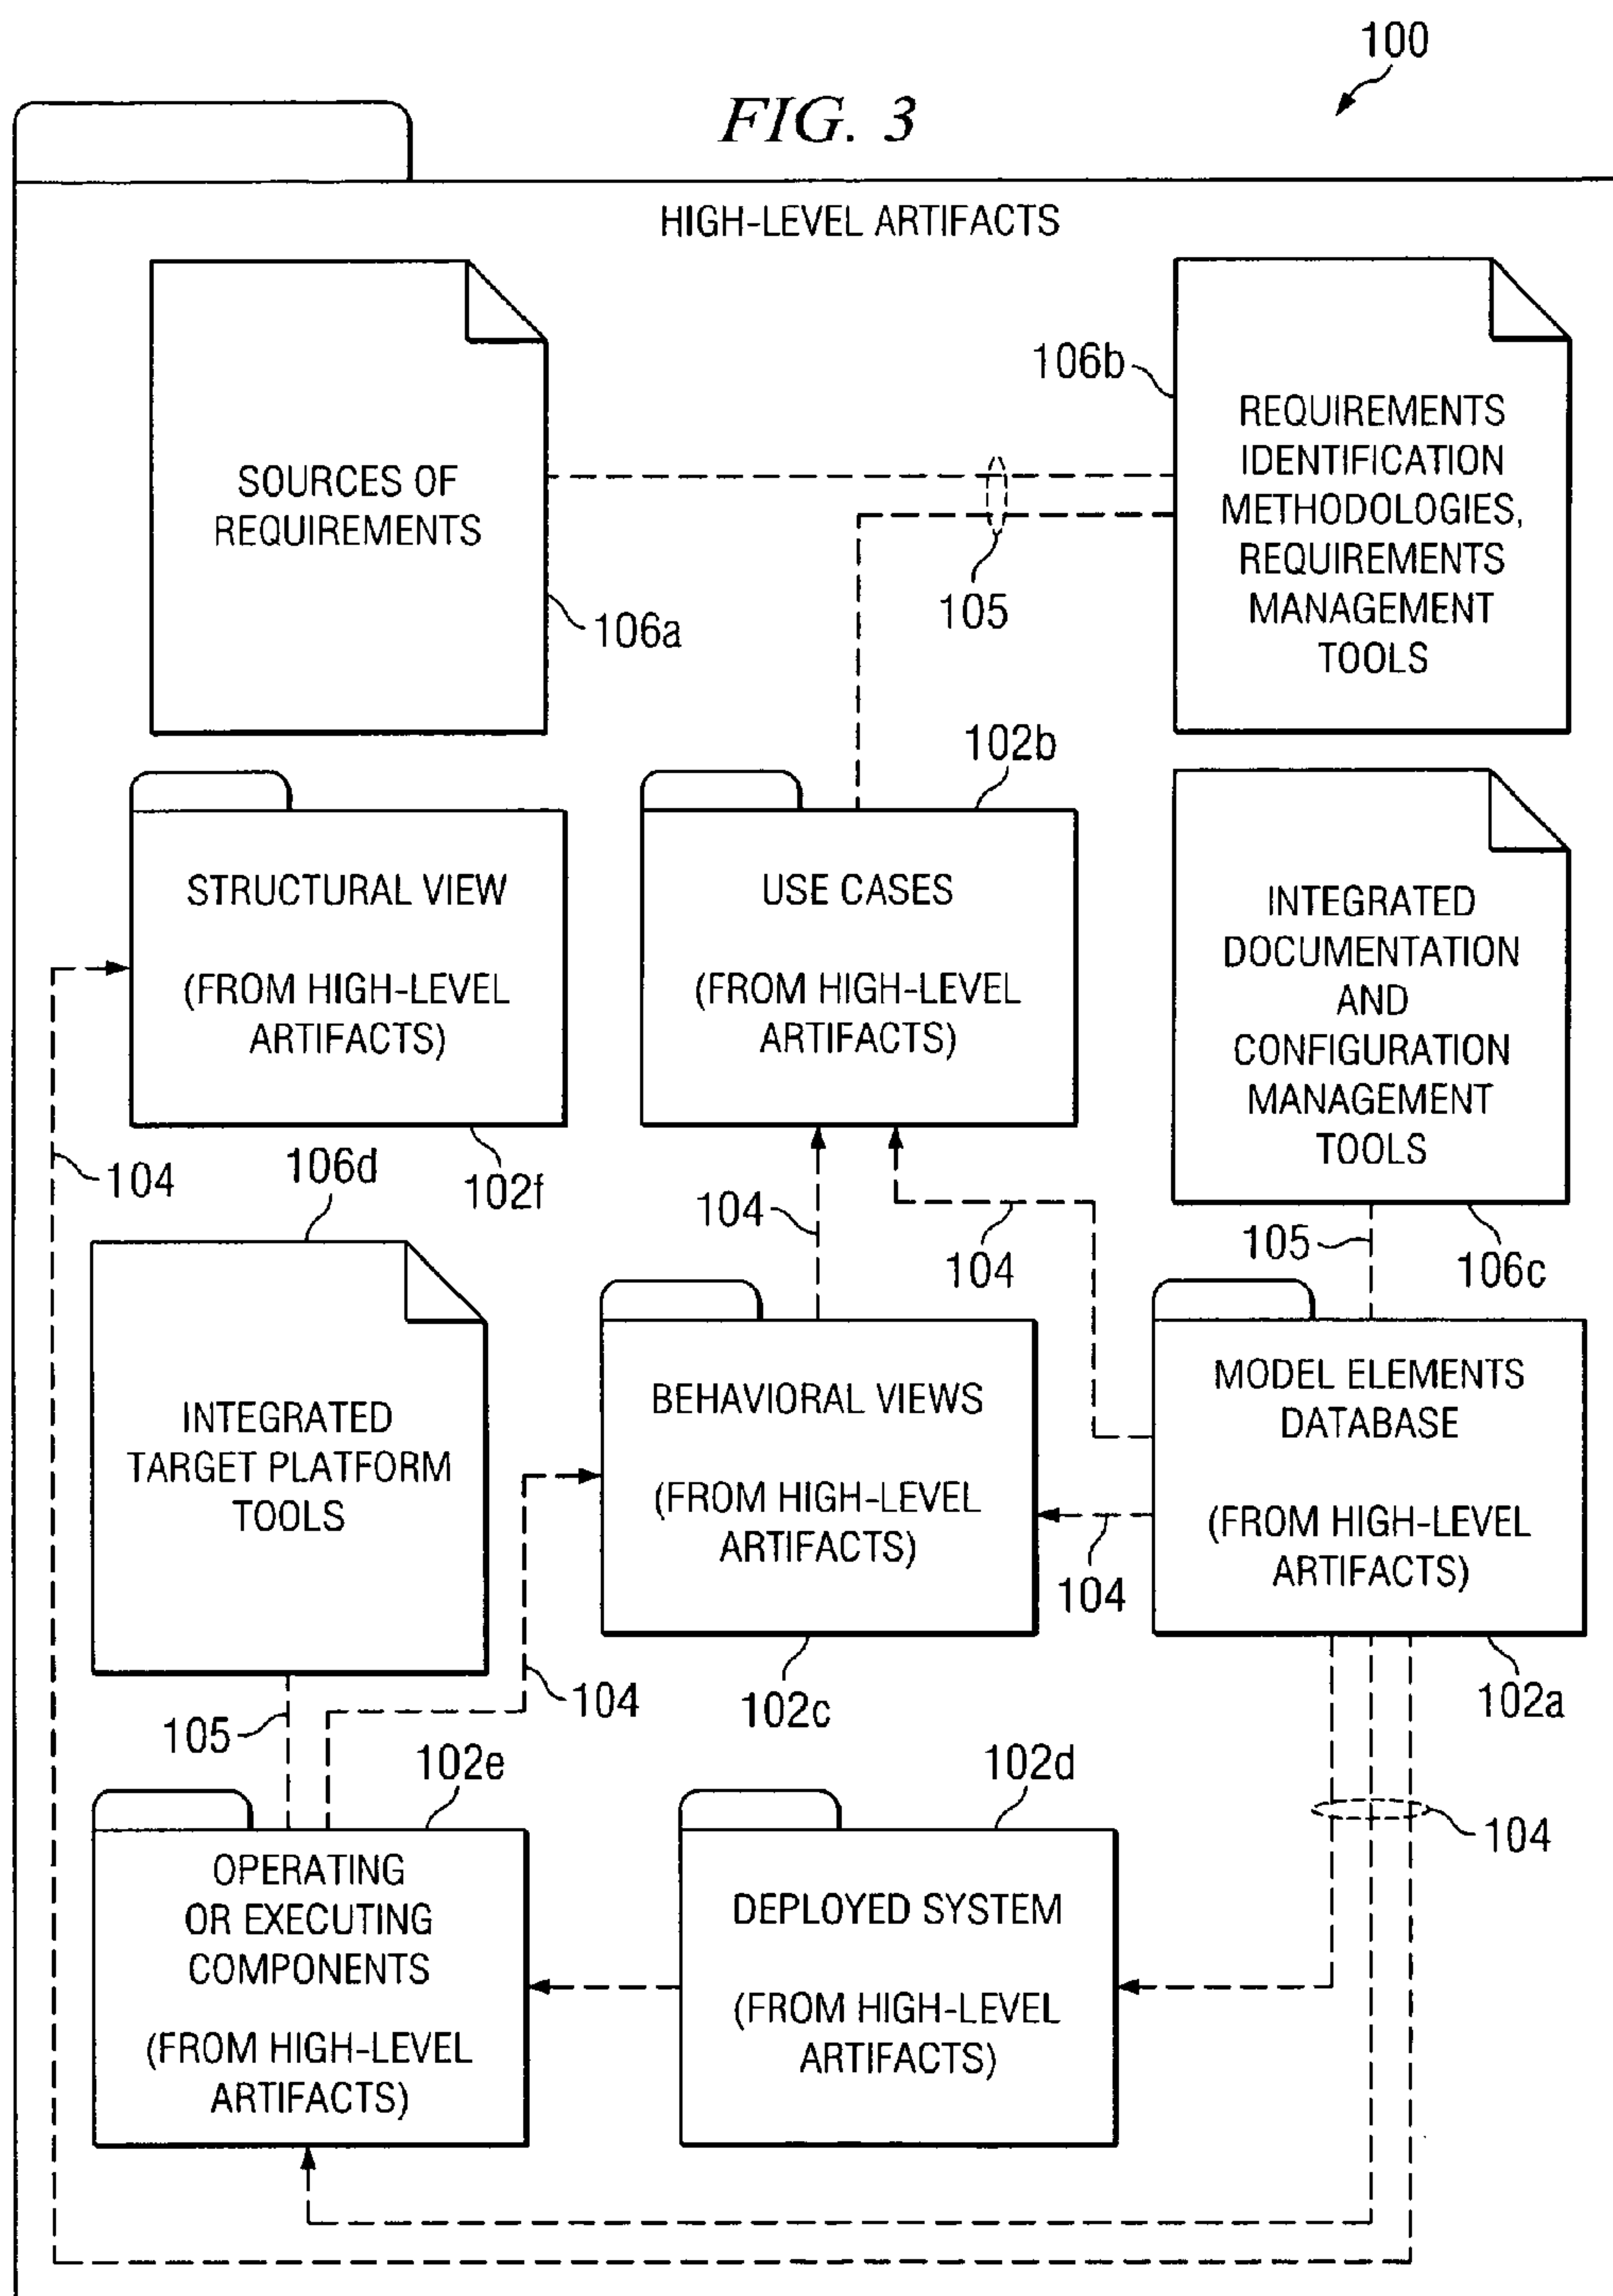 100
FIG. 3
HIGH-LEVEL ARTIFACTS
SOURCES OF
REQUIREMENTS
106a
106b
REQUIREMENTS
IDENTIFICATION
METHODOLOGIES,
REQUIREMENTS
MANAGEMENT
TOOLS
105
102b
STRUCTURAL VIEW
(FROM HIGH-LEVEL
ARTIFACTS)
102f
USE CASES
(FROM HIGH-LEVEL
ARTIFACTS)
INTEGRATED
DOCUMENTATION
AND
CONFIGURATION
MANAGEMENT
TOOLS
106c
104
106d
104
104
105
INTEGRATED
TARGET PLATFORM
TOOLS
BEHAVIORAL VIEWS
(FROM HIGH-LEVEL
ARTIFACTS)
102c
104
MODEL ELEMENTS
DATABASE
(FROM HIGH-LEVEL
ARTIFACTS)
102a
105
104
102e
102d
104
OPERATING
OR EXECUTING
COMPONENTS
(FROM HIGH-LEVEL
ARTIFACTS)
DEPLOYED SYSTEM
(FROM HIGH-LEVEL
ARTIFACTS)